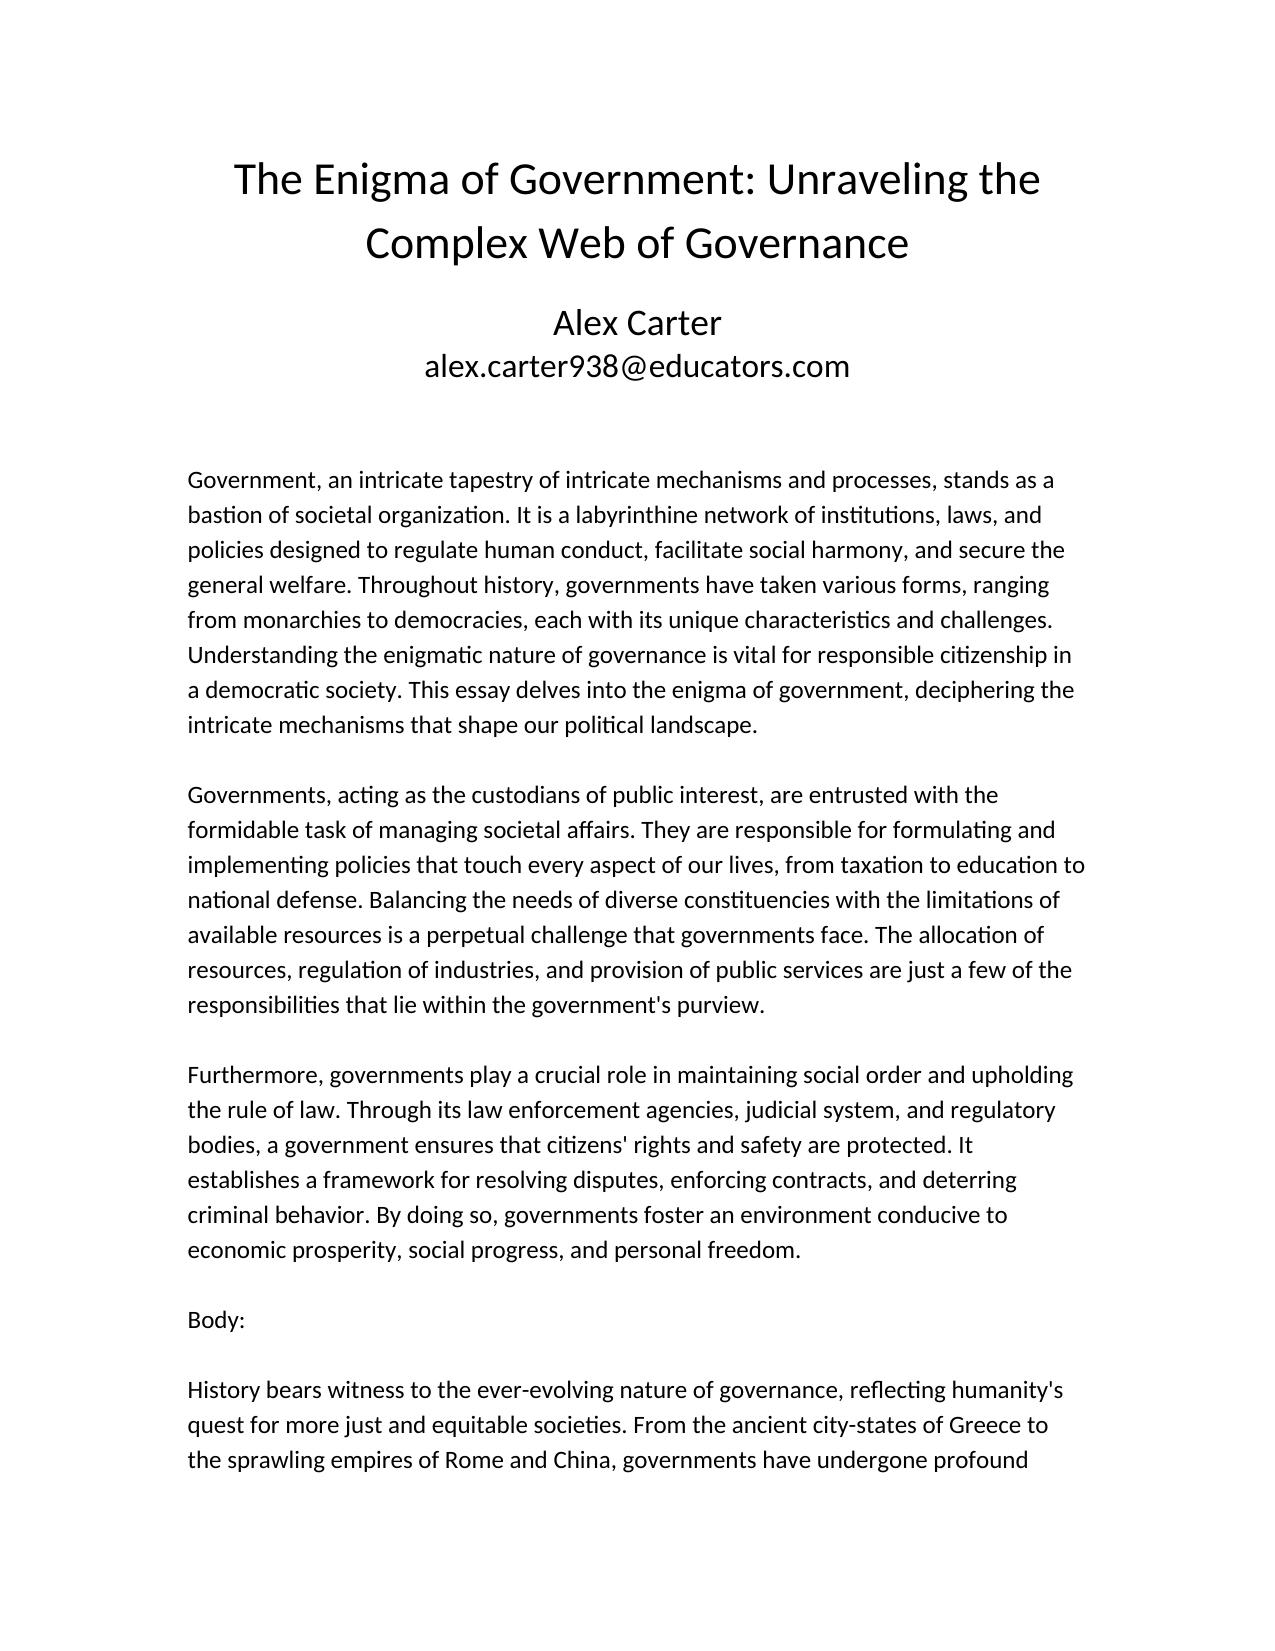 The Enigma of Government: Unraveling the
Complex Web of Governance
Alex Carter
alex.carter938@educators.com
Government, an intricate tapestry of intricate mechanisms and processes, stands as a
bastion of societal organization. It is a labyrinthine network of institutions, laws, and
policies designed to regulate human conduct, facilitate social harmony, and secure the
general welfare. Throughout history, governments have taken various forms, ranging
from monarchies to democracies, each with its unique characteristics and challenges.
Understanding the enigmatic nature of governance is vital for responsible citizenship in
a democratic society. This essay delves into the enigma of government, deciphering the
intricate mechanisms that shape our political landscape.
Governments, acting as the custodians of public interest, are entrusted with the
formidable task of managing societal affairs. They are responsible for formulating and
implementing policies that touch every aspect of our lives, from taxation to education to
national defense. Balancing the needs of diverse constituencies with the limitations of
available resources is a perpetual challenge that governments face. The allocation of
resources, regulation of industries, and provision of public services are just a few of the
responsibilities that lie within the government's purview.
Furthermore, governments play a crucial role in maintaining social order and upholding
the rule of law. Through its law enforcement agencies, judicial system, and regulatory
bodies, a government ensures that citizens' rights and safety are protected. It
establishes a framework for resolving disputes, enforcing contracts, and deterring
criminal behavior. By doing so, governments foster an environment conducive to
economic prosperity, social progress, and personal freedom.
Body:
History bears witness to the ever-evolving nature of governance, reflecting humanity's
quest for more just and equitable societies. From the ancient city-states of Greece to
the sprawling empires of Rome and China, governments have undergone profound